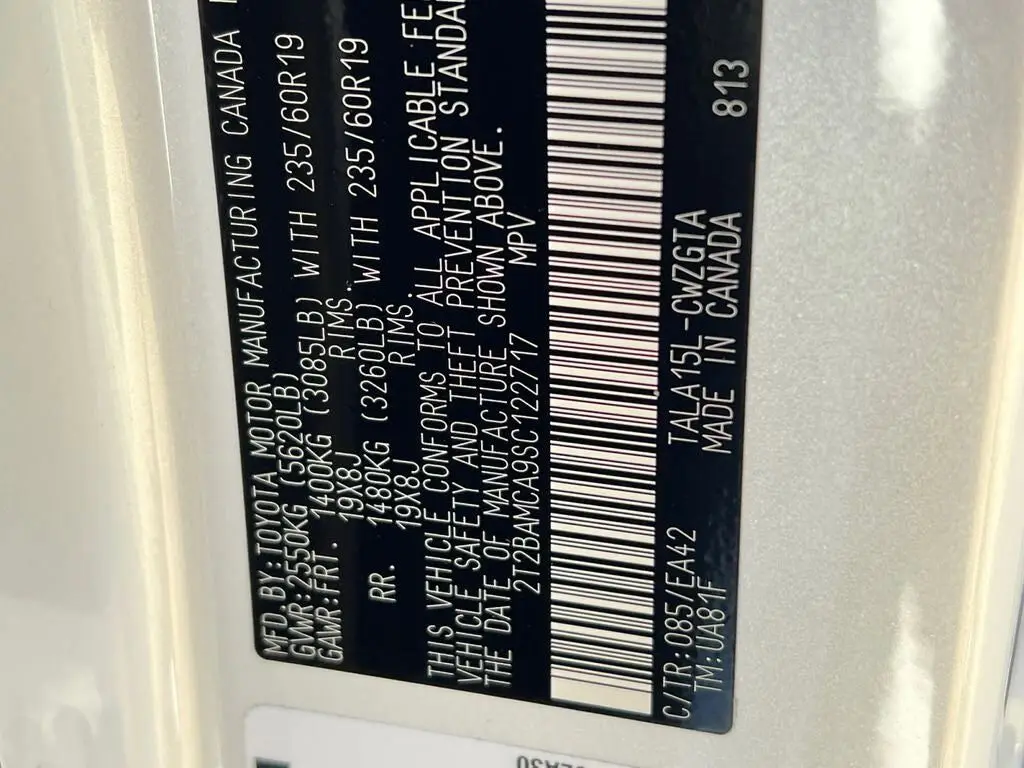 MFD. BY: TOYOTA MOTOR MANUFACTURING CANADA
GVWR: 2550KG (5620LB)
GAWR: FRT. 1400KG (3085LB) WITH 235/60R19
19X8J RIMS.
RR. 1480KG (3260LB) WITH 235/60R19
19X8J RIMS.
THIS VEHICLE CONFORMS TO ALL APPLICABLE
VEHICLE SAFETY AND THEFT PREVENTION
THE DATE OF MANUFACTURE SHOWN ABOVE.
2T2BAMCA9SC122717 MPV
C/TR: 085/EA42 TALA15L-CWZGTA 813
TM: UA81F MADE IN CANADA